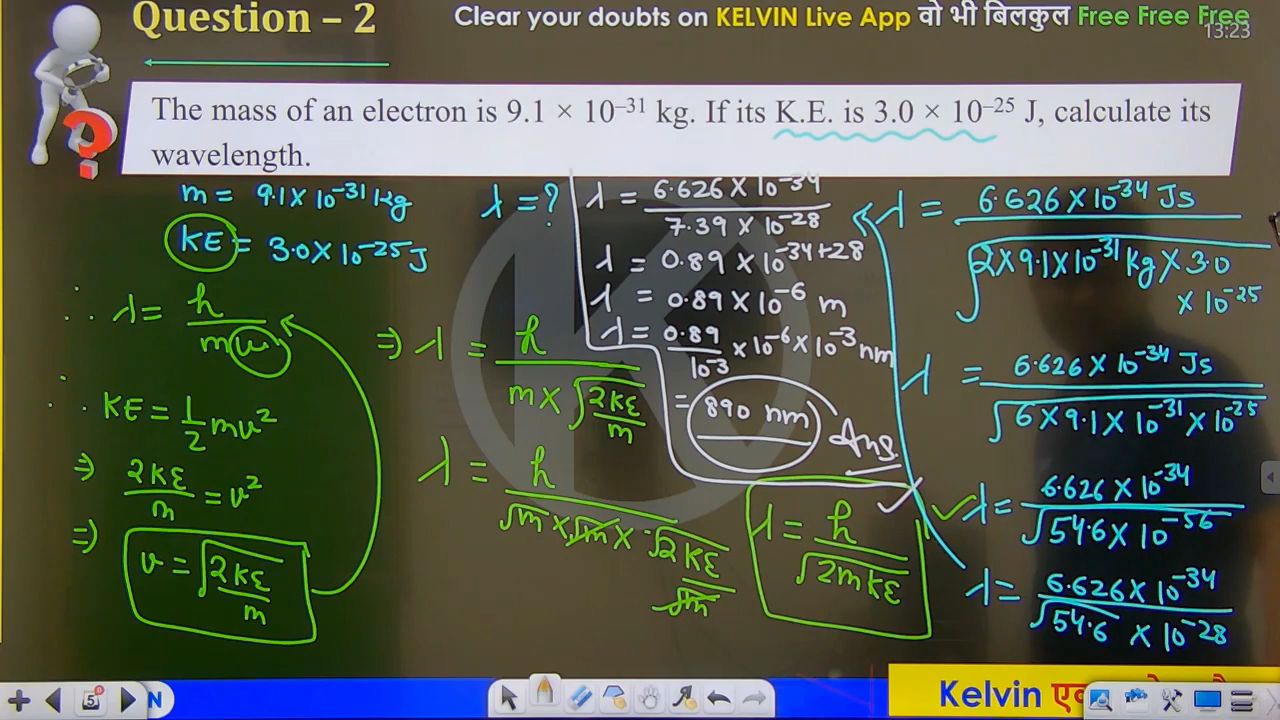 Question – 2
Clear your doubts on KELVIN Live App वो भी बिलकुल Free Free Free
13:23
The mass of an electron is 9.1 × 10⁻³¹ kg. If its K.E. is 3.0 × 10⁻²⁵ J, calculate its
wavelength.
m = 9.1 × 10⁻³¹ kg
KE = 3.0 × 10⁻²⁵ J
λ = ?
∴ λ = h / mv
∵ KE = 1/2 mv²
⇒ 2KE / m = v²
⇒ v = √(2KE / m)
⇒ λ = h / (m × √(2KE / m))
λ = h / (√m × √m × √2KE / √m)
λ = h / √(2mKE)
λ = 6.626 × 10⁻³⁴ Js / √(2 × 9.1 × 10⁻³¹ kg × 3.0 × 10⁻²⁵)
λ = 6.626 × 10⁻³⁴ Js / √(6 × 9.1 × 10⁻³¹ × 10⁻²⁵)
λ = 6.626 × 10⁻³⁴ / √(54.6 × 10⁻⁵⁶)
λ = 6.626 × 10⁻³⁴ / (√54.6 × 10⁻²⁸)
λ = 6.626 × 10⁻³⁴ / (7.39 × 10⁻²⁸)
λ = 0.89 × 10⁻³⁴⁺²⁸
λ = 0.89 × 10⁻⁶ m
λ = 0.89 / 10⁻³ × 10⁻⁶ × 10⁻³ nm
= 890 nm Ans.
5
N
Kelvin